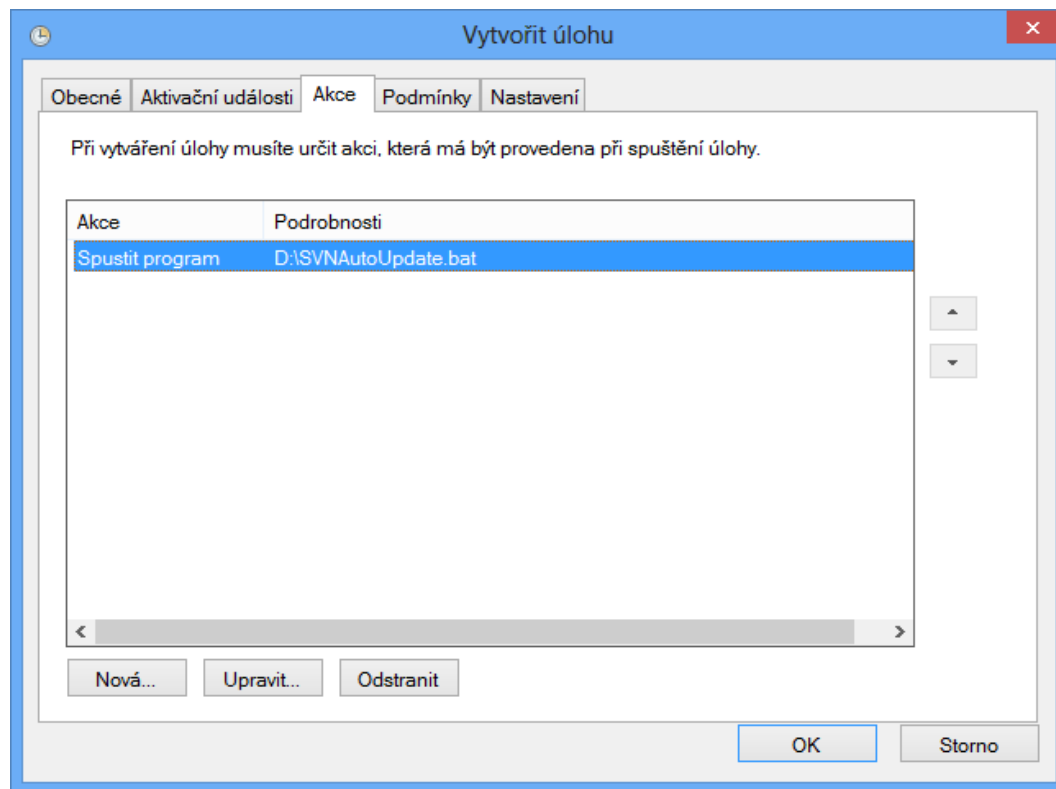 Vytvořit úlohu
Obecné Aktivační události Akce Podmínky Nastavení
Při vytváření úlohy musíte určit akci, která má být provedena při spuštění úlohy.
Akce Podrobnosti
Spustit program D:\SVNAutoUpdate.bat
Nová... Upravit... Odstranit
OK Storno